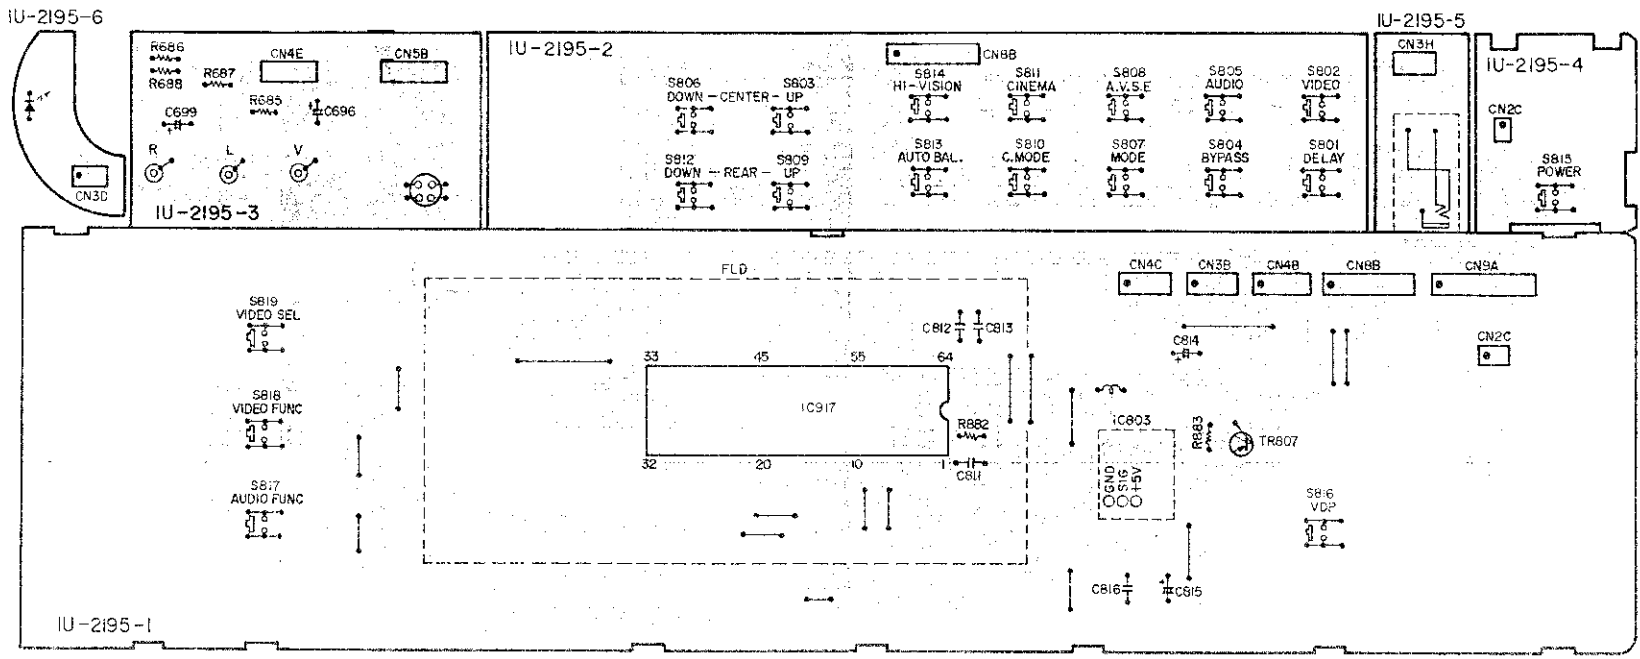 IU-2195-6
IU-2195-5
R686
R688
R687
R685
CN4E
CN5B
C699
C696
R
L
V
CN3D
IU-2195-3
IU-2195-2
CN8B
S806
S803
DOWN - CENTER - UP
S812
S809
DOWN - REAR - UP
S814
HI-VISION
S811
CINEMA
S808
A.V.S.E
S805
AUDIO
S802
VIDEO
S813
AUTO BAL.
S810
C.MODE
S807
MODE
S804
BYPASS
S801
DELAY
CN3H
IU-2195-4
CN2C
S815
POWER
FLD
CN4C
CN3B
CN4B
CN8B
CN9A
S819
VIDEO SEL
C812
C813
C814
CN2C
33
45
55
64
IC917
S818
VIDEO FUNC
R882
IC803
R883
TR807
32
20
10
1
C811
GND
SIG
+5V
S817
AUDIO FUNC
S816
VDP
C816
C815
IU-2195-1